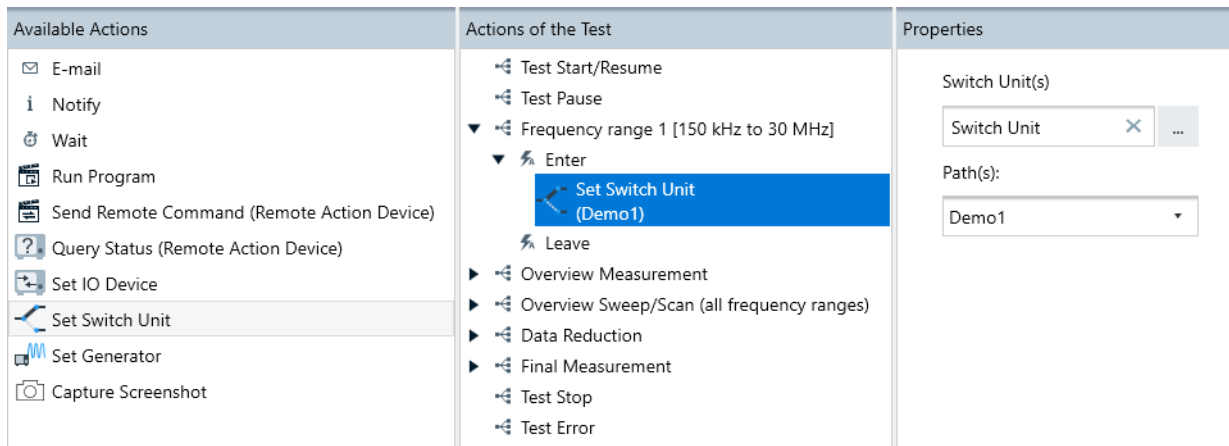 Available Actions
E-mail
Notify
Wait
Run Program
Send Remote Command (Remote Action Device)
Query Status (Remote Action Device)
Set IO Device
Set Switch Unit
Set Generator
Capture Screenshot
Actions of the Test
Test Start/Resume
Test Pause
Frequency range 1 [150 kHz to 30 MHz]
Enter
Set Switch Unit
(Demo1)
Leave
Overview Measurement
Overview Sweep/Scan (all frequency ranges)
Data Reduction
Final Measurement
Test Stop
Test Error
Properties
Switch Unit(s)
Switch Unit
...
Path(s):
Demo1